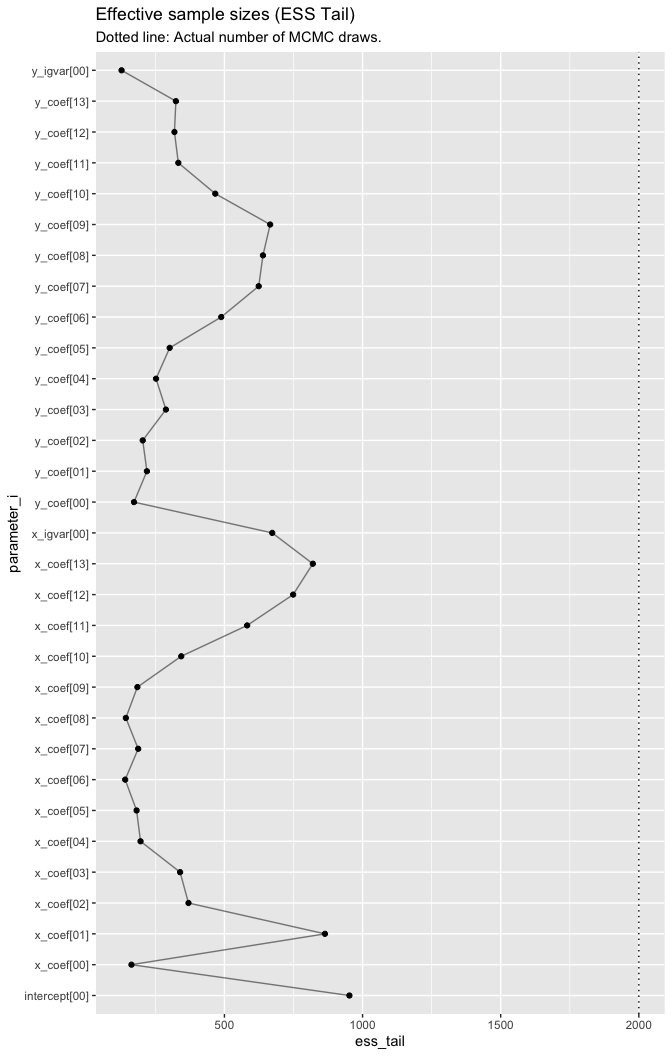 Effective sample sizes (ESS Tail)
Dotted line: Actual number of MCMC draws.
y_igvar[00]
y_coef[13]
y_coef[12]
y_coef[11]
y_coef[10]
y_coef[09]
y_coef[08]
y_coef[07]
y_coef[06]
y_coef[05]
y_coef[04]
y_coef[03]
y_coef[02]
y_coef[01]
y_coef[00]
x_igvar[00]
x_coef[13]
x_coef[12]
x_coef[11]
x_coef[10]
x_coef[09]
x_coef[08]
x_coef[07]
x_coef[06]
x_coef[05]
x_coef[04]
x_coef[03]
x_coef[02]
x_coef[01]
x_coef[00]
intercept[00]
parameter_i
500 1000 1500 2000
ess_tail